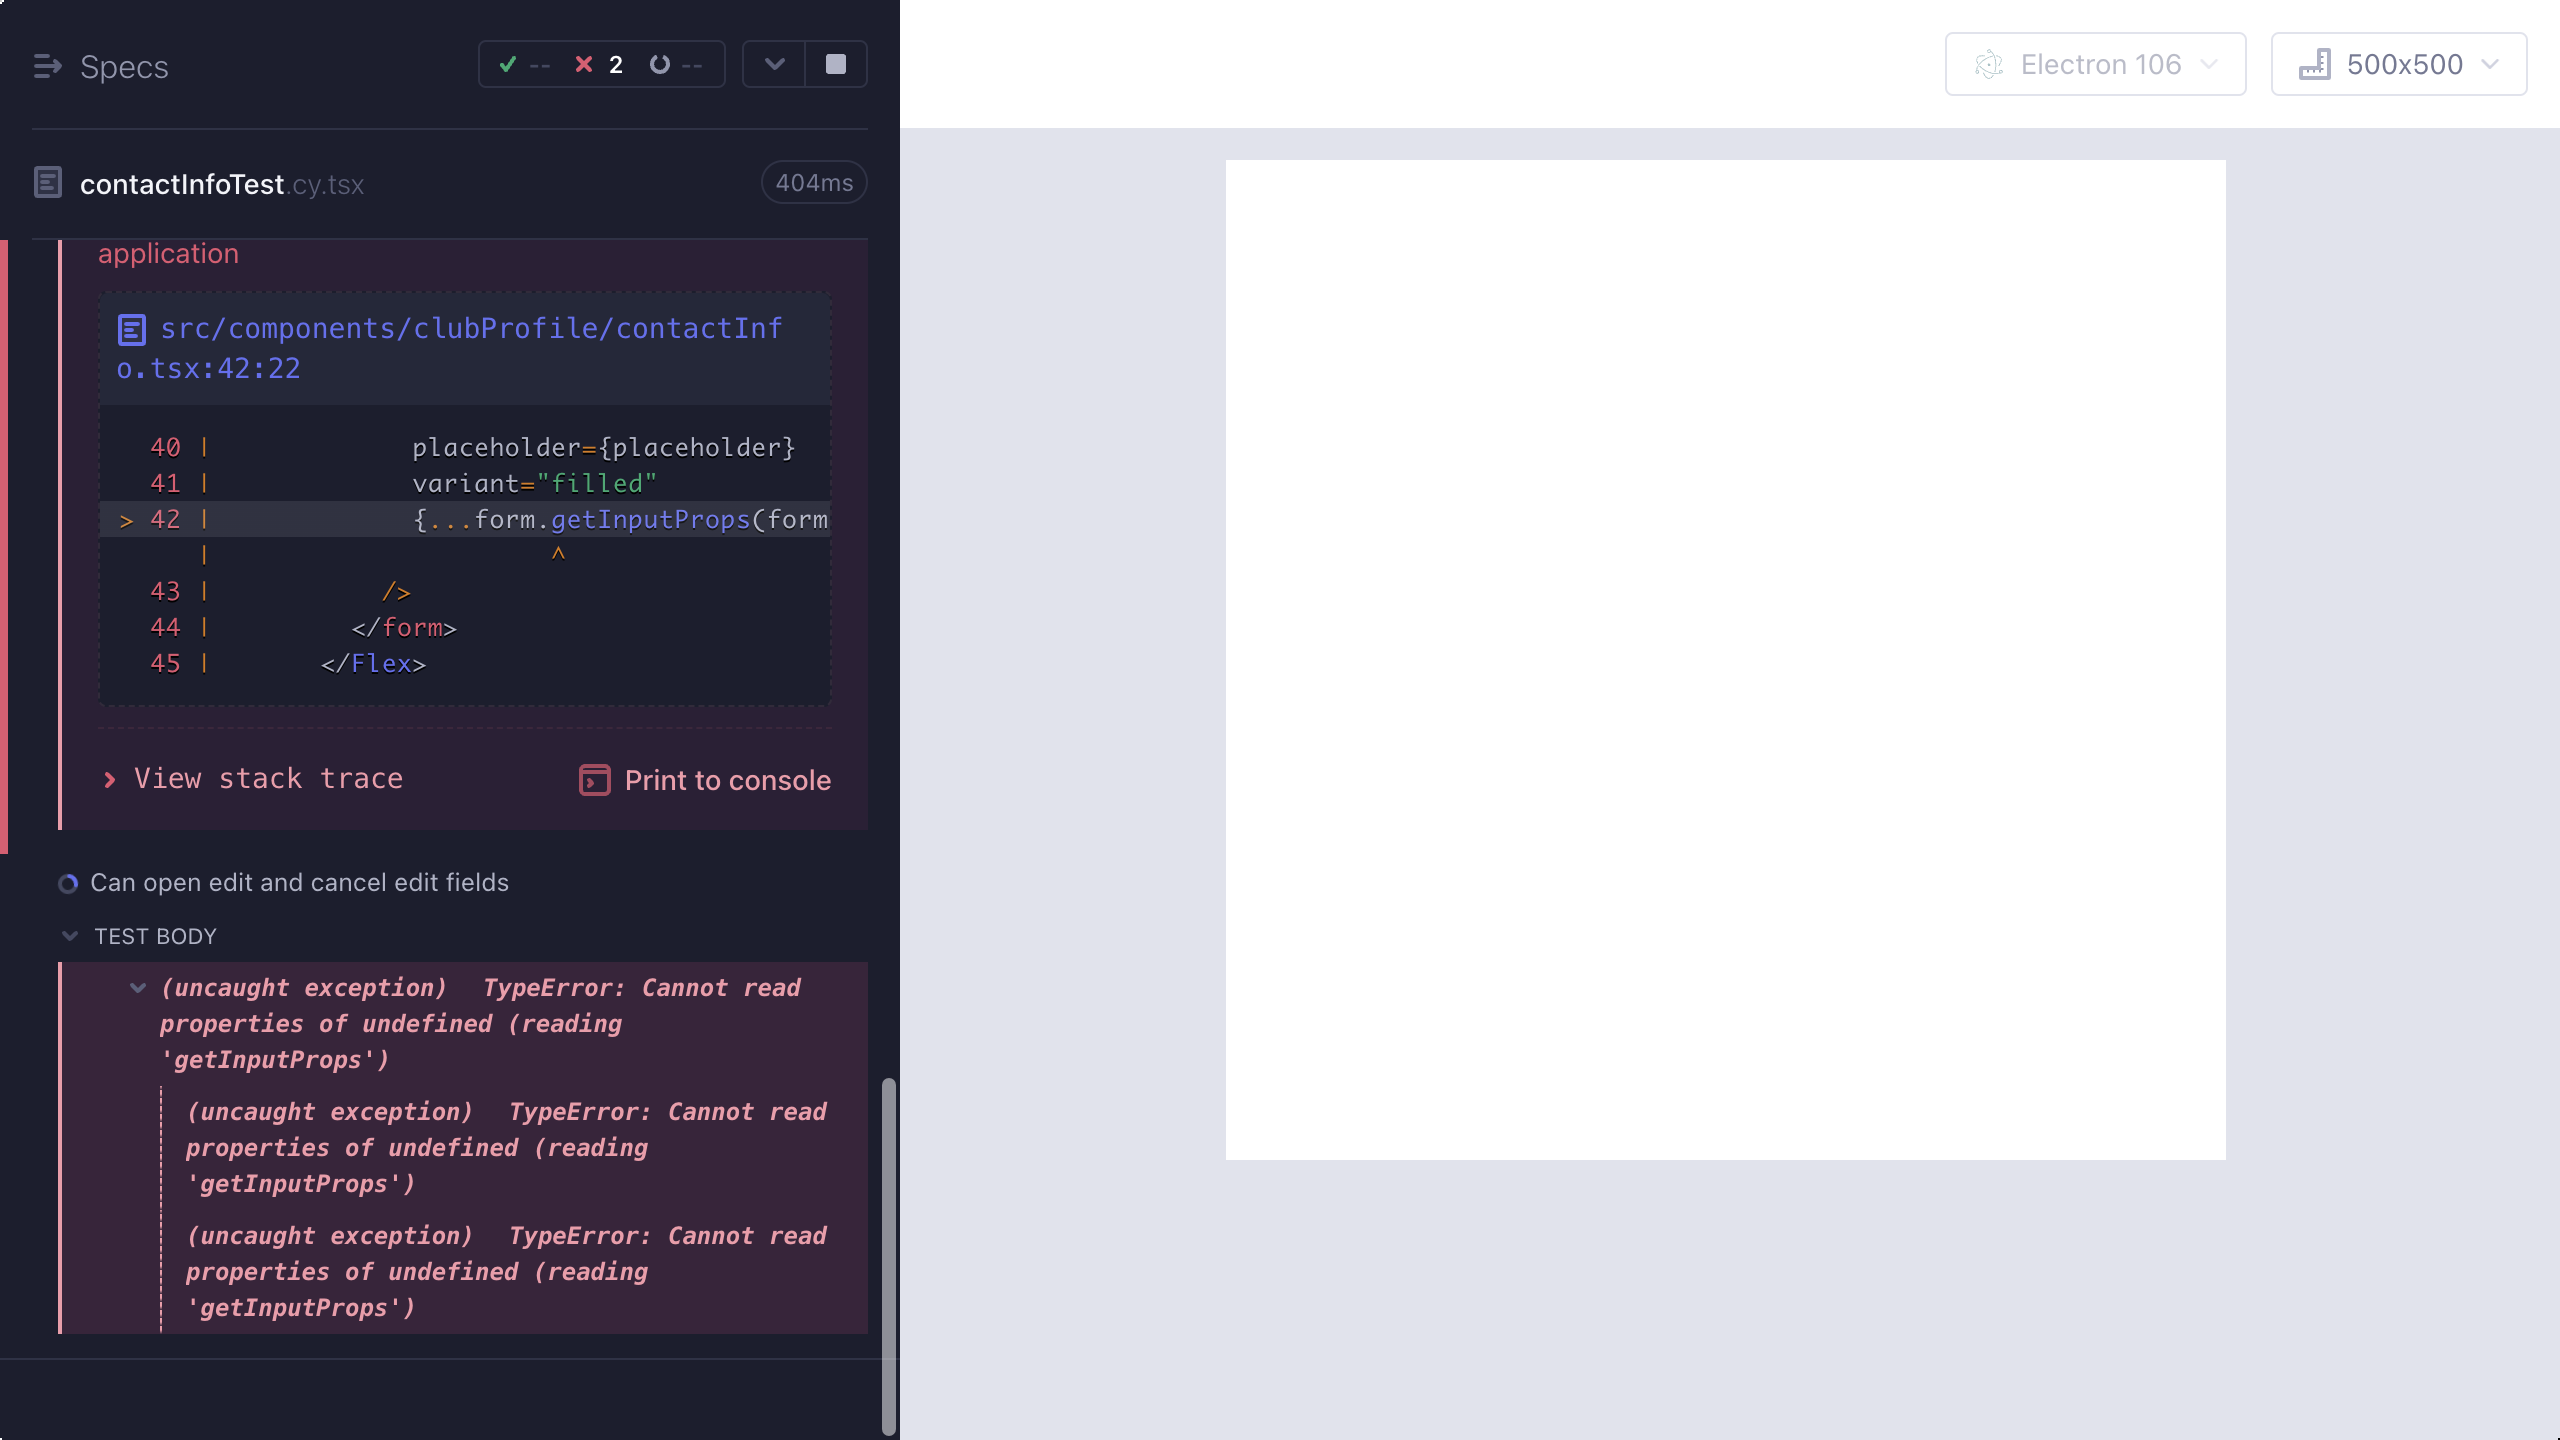 Specs
-- 2 --
contactInfoTest.cy.tsx
404ms
application
src/components/clubProfile/contactInf
o.tsx:42:22
40 | placeholder={placeholder}
41 | variant="filled"
> 42 | {...form.getInputProps(form
| ^
43 | />
44 | </form>
45 | </Flex>
View stack trace
Print to console
Can open edit and cancel edit fields
TEST BODY
(uncaught exception) TypeError: Cannot read
properties of undefined (reading
'getInputProps')
(uncaught exception) TypeError: Cannot read
properties of undefined (reading
'getInputProps')
(uncaught exception) TypeError: Cannot read
properties of undefined (reading
'getInputProps')
Electron 106
500x500